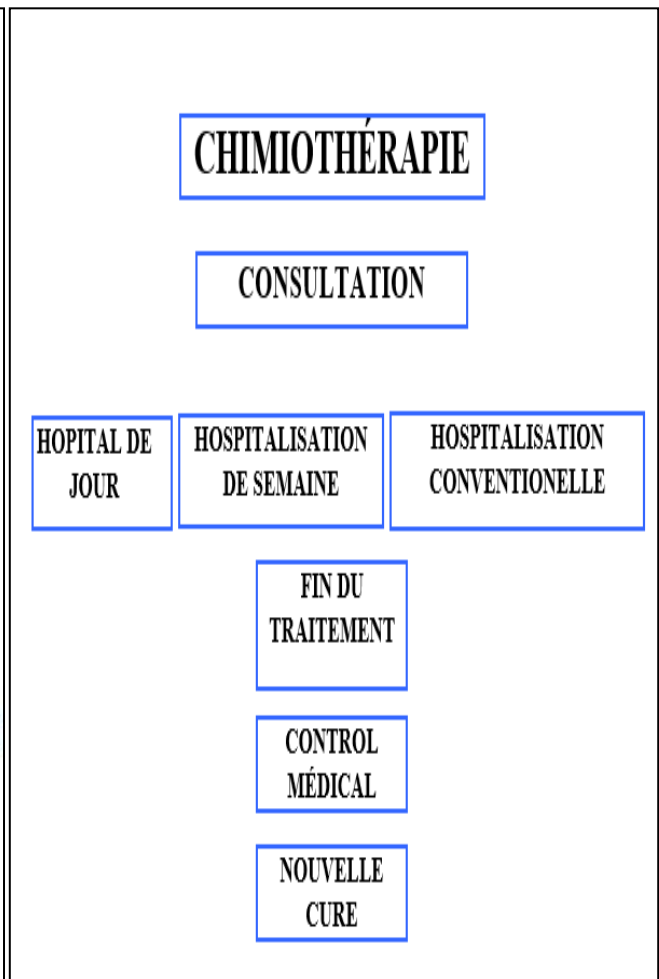 CHIMIOTHÉRAPIE
CONSULTATION
HOPITAL DE
JOUR
HOSPITALISATION
DE SEMAINE
HOSPITALISATION
CONVENTIONELLE
FIN DU
TRAITEMENT
CONTROL
MÉDICAL
NOUVELLE
CURE